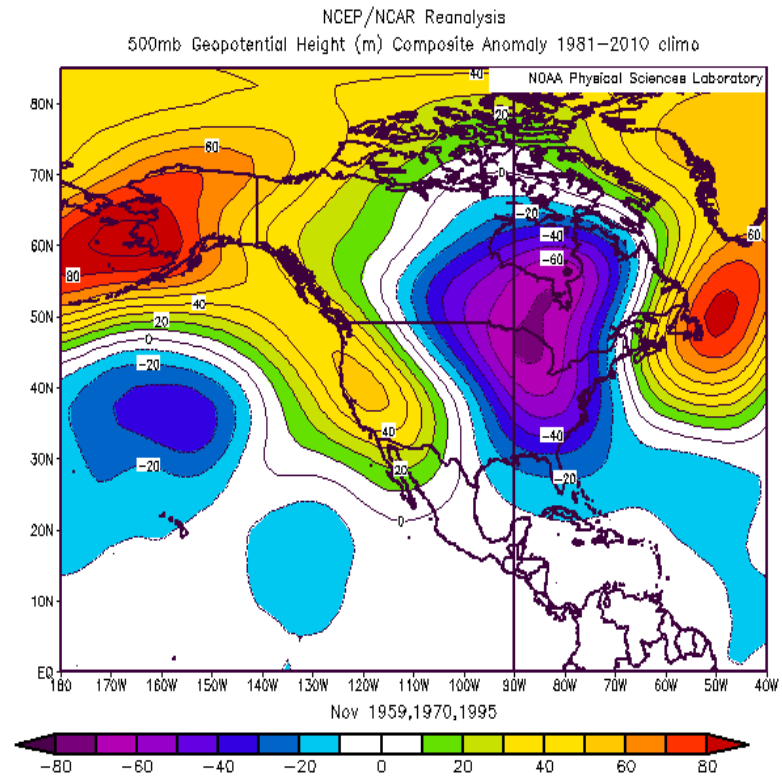 NCEP/NCAR Reanalysis
500mb Geopotential Height (m) Composite Anomaly 1981-2010 climo
NOAA Physical Sciences Laboratory
40
80N
20
60
70N
0
-20
-40
60
60N
-60
80
40
50N
20
0
-20
40N
40
-40
30N
-20
20
-20
20N
0
10N
EQ
180 170W 160W 150W 140W 130W 120W 110W 100W 90W 80W 70W 60W 50W 40W
Nov 1959,1970,1995
-80 -60 -40 -20 0 20 40 60 80